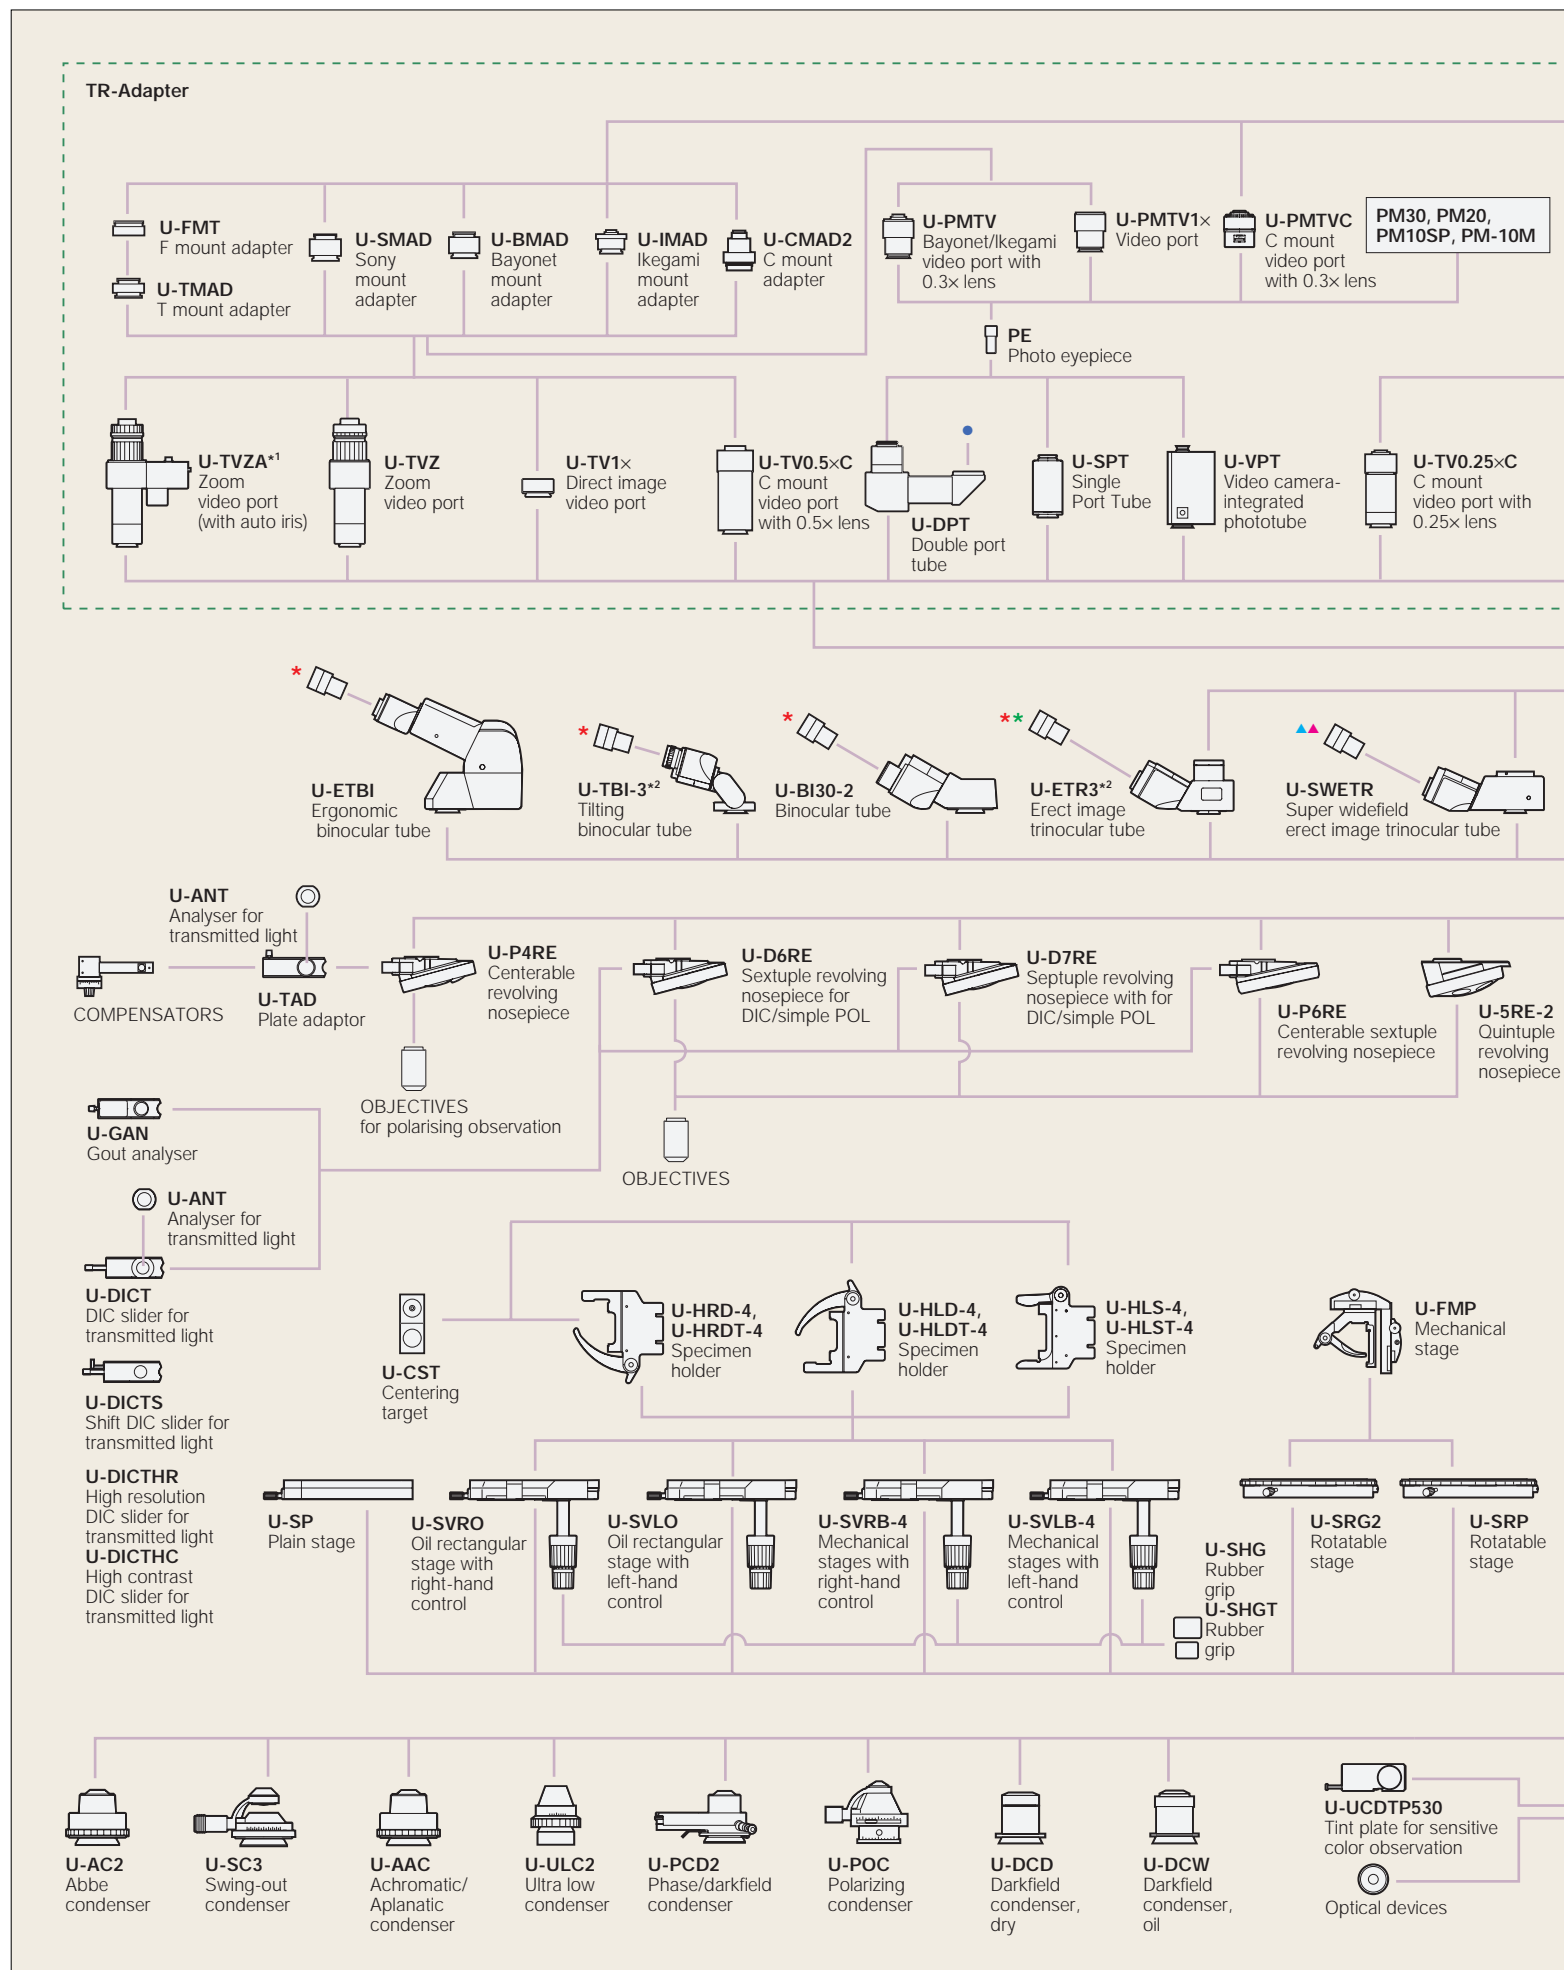 TR-Adapter
U-FMT
F mount adapter
U-TMAD
T mount adapter
U-SMAD
Sony
mount
adapter
U-BMAD
Bayonet
mount
adapter
U-IMAD
Ikegami
mount
adapter
U-CMAD2
C mount
adapter
U-PMTV
Bayonet/Ikegami
video port with
0.3× lens
U-PMTV1×
Video port
U-PMTVC
C mount
video port
with 0.3× lens
PM30, PM20,
PM10SP, PM-10M
PE
Photo eyepiece
U-TVZA*1
Zoom
video port
(with auto iris)
U-TVZ
Zoom
video port
U-TV1×
Direct image
video port
U-TV0.5×C
C mount
video port
with 0.5× lens
U-DPT
Double port
tube
U-SPT
Single
Port Tube
U-VPT
Video camera-
integrated
phototube
U-TV0.25×C
C mount
video port with
0.25× lens
*
U-ETBI
Ergonomic
binocular tube
*
U-TBI-3*2
Tilting
binocular tube
*
U-BI30-2
Binocular tube
**
U-ETR3*2
Erect image
trinocular tube
U-SWETR
Super widefield
erect image trinocular tube
U-ANT
Analyser for
transmitted light
COMPENSATORS
U-TAD
Plate adaptor
U-P4RE
Centerable
revolving
nosepiece
U-D6RE
Sextuple revolving
nosepiece for
DIC/simple POL
U-D7RE
Septuple revolving
nosepiece with for
DIC/simple POL
U-P6RE
Centerable sextuple
revolving nosepiece
U-5RE-2
Quintuple
revolving
nosepiece
OBJECTIVES
for polarising observation
OBJECTIVES
U-GAN
Gout analyser
U-ANT
Analyser for
transmitted light
U-DICT
DIC slider for
transmitted light
U-DICTS
Shift DIC slider for
transmitted light
U-DICTHR
High resolution
DIC slider for
transmitted light
U-DICTHC
High contrast
DIC slider for
transmitted light
U-CST
Centering
target
U-HRD-4,
U-HRDT-4
Specimen
holder
U-HLD-4,
U-HLDT-4
Specimen
holder
U-HLS-4,
U-HLST-4
Specimen
holder
U-FMP
Mechanical
stage
U-SP
Plain stage
U-SVRO
Oil rectangular
stage with
right-hand
control
U-SVLO
Oil rectangular
stage with
left-hand
control
U-SVRB-4
Mechanical
stages with
right-hand
control
U-SVLB-4
Mechanical
stages with
left-hand
control
U-SHG
Rubber
grip
U-SHGT
Rubber
grip
U-SRG2
Rotatable
stage
U-SRP
Rotatable
stage
U-AC2
Abbe
condenser
U-SC3
Swing-out
condenser
U-AAC
Achromatic/
Aplanatic
condenser
U-ULC2
Ultra low
condenser
U-PCD2
Phase/darkfield
condenser
U-POC
Polarizing
condenser
U-DCD
Darkfield
condenser,
dry
U-DCW
Darkfield
condenser,
oil
U-UCDTP530
Tint plate for sensitive
color observation
Optical devices